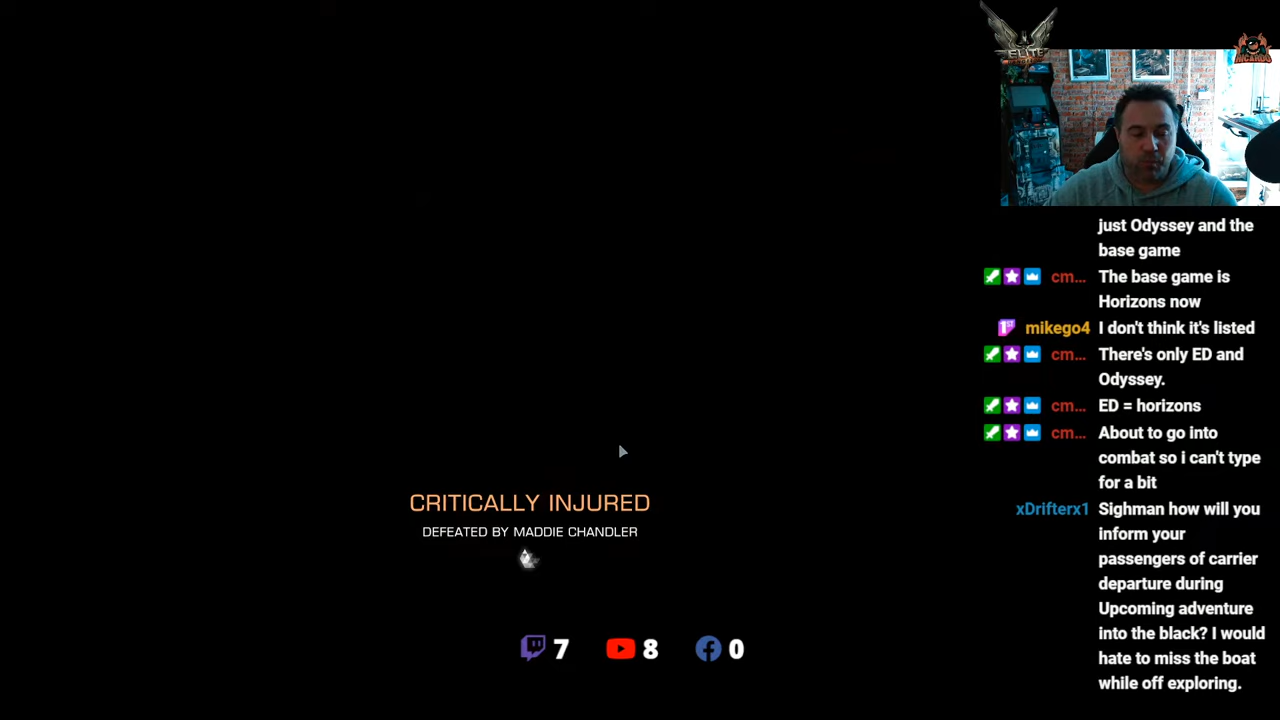 ELITE
RICARDO
just Odyssey and the
base game
cm... The base game is
Horizons now
mikego4 I don't think it's listed
cm... There's only ED and
Odyssey.
cm... ED = horizons
cm... About to go into
combat so i can't type
for a bit
xDrifterx1 Sighman how will you
inform your
passengers of carrier
departure during
Upcoming adventure
into the black? I would
hate to miss the boat
while off exploring.
CRITICALLY INJURED
DEFEATED BY MADDIE CHANDLER
7 8 0